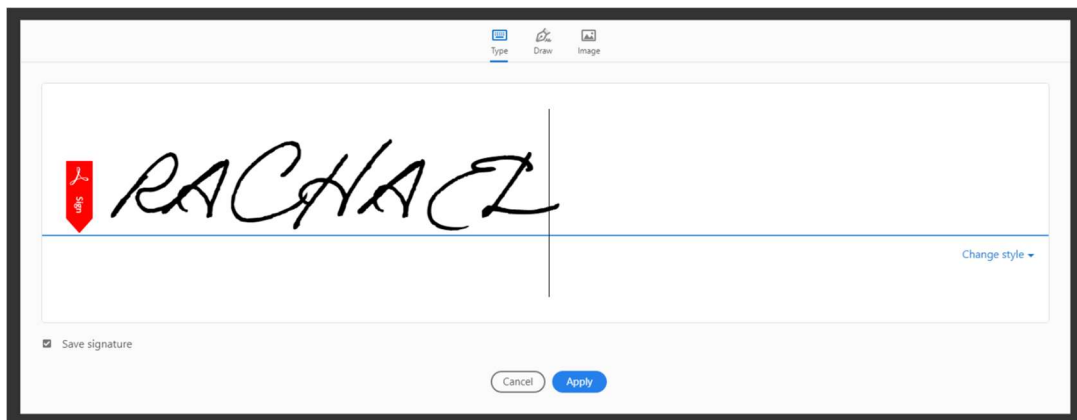 Type Draw Image
Sign
RACHAEL
Change style
Save signature
Cancel Apply